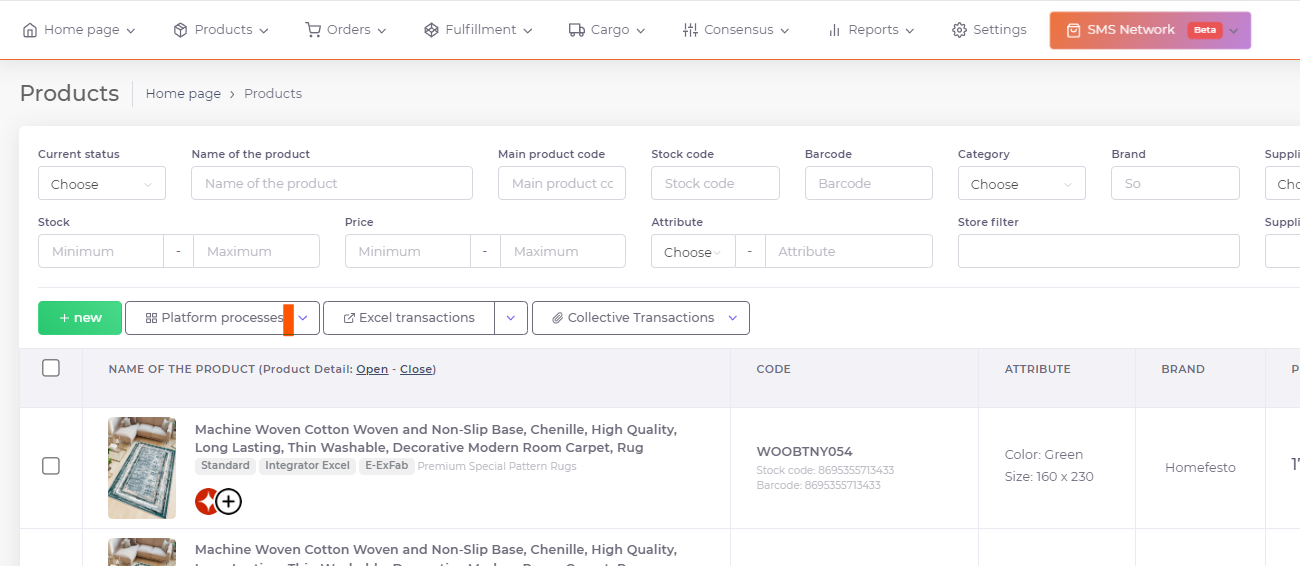 Home page Products Orders Fulfillment Cargo Consensus Reports Settings SMS Network Beta
Products Home page › Products
Current status Name of the product Main product code Stock code Barcode Category Brand Suppli
Choose Name of the product Main product cc Stock code Barcode Choose So Cho
Stock Price Attribute Store filter Suppli
Minimum - Maximum Minimum - Maximum Choose - Attribute
+ new Platform processes Excel transactions Collective Transactions
NAME OF THE PRODUCT (Product Detail: Open - Close) CODE ATTRIBUTE BRAND P
Machine Woven Cotton Woven and Non-Slip Base, Chenille, High Quality,
Long Lasting, Thin Washable, Decorative Modern Room Carpet, Rug
Standard Integrator Excel E-ExFab Premium Special Pattern Rugs
WOOBTNY054
Stock code: 8695355713433
Barcode: 8695355713433
Color: Green
Size: 160 x 230
Homefesto
17
Machine Woven Cotton Woven and Non-Slip Base, Chenille, High Quality,